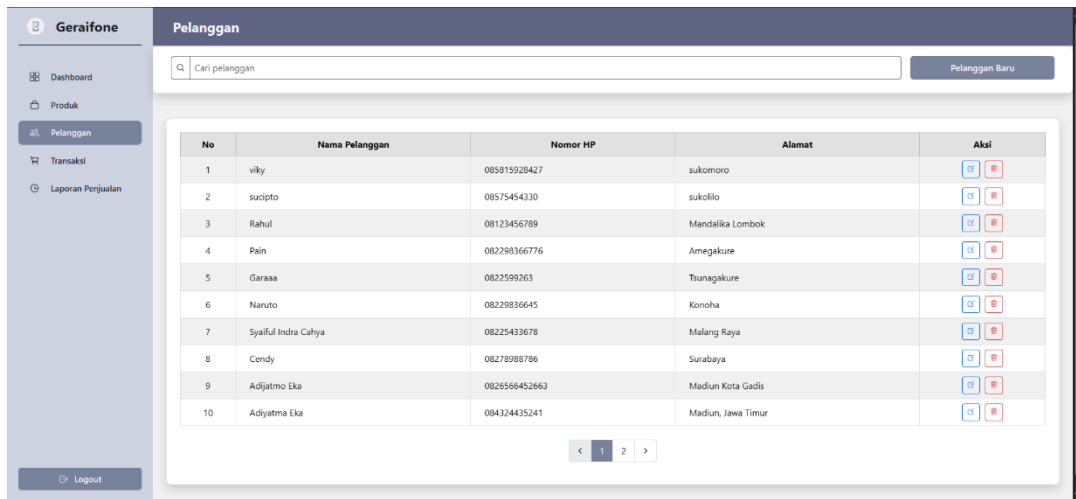 Geraifone
Pelanggan
Dashboard
Produk
Pelanggan
Transaksi
Laporan Penjualan
Logout
Cari pelanggan
Pelanggan Baru
No Nama Pelanggan Nomor HP Alamat Aksi
1 viky 085815928427 sukomoro
2 sucipto 08575454330 sukolilo
3 Rahul 08123456789 Mandalika Lombok
4 Pain 082298366776 Amegakure
5 Garaaa 0822599263 Tsunagakure
6 Naruto 08229836645 Konoha
7 Syaiful Indra Cahya 08225433678 Malang Raya
8 Cendy 08278988786 Surabaya
9 Adijatmo Eka 0826566452663 Madiun Kota Gadis
10 Adiyatma Eka 084324435241 Madiun, Jawa Timur
< 1 2 >